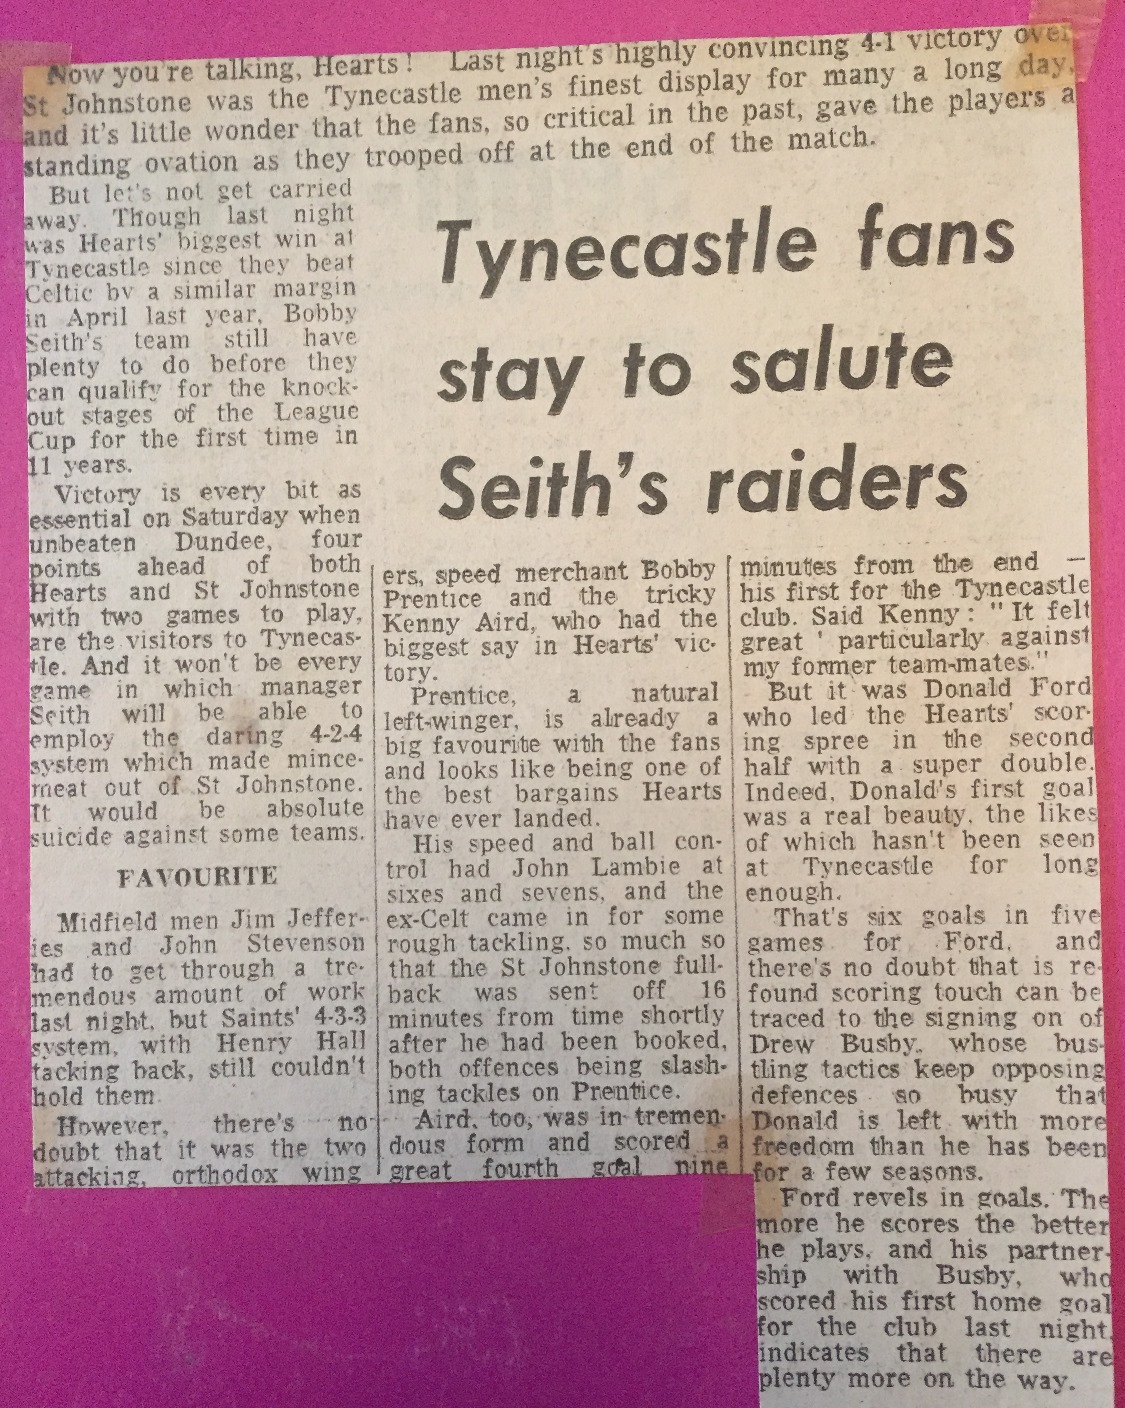 Now you're talking, Hearts! Last night's highly convincing 4-1 victory over
St Johnstone was the Tynecastle men's finest display for many a long day,
and it's little wonder that the fans, so critical in the past, gave the players a
standing ovation as they trooped off at the end of the match.
Tynecastle fans
stay to salute
Seith's raiders
But let's not get carried
away. Though last night
was Hearts' biggest win at
Tynecastle since they beat
Celtic by a similar margin
in April last year, Bobby
Seith's team still have
plenty to do before they
can qualify for the knock-
out stages of the League
Cup for the first time in
11 years.
Victory is every bit as
essential on Saturday when
unbeaten Dundee, four
points ahead of both
Hearts and St Johnstone
with two games to play,
are the visitors to Tynecas-
tle. And it won't be every
game in which manager
Seith will be able to
employ the daring 4-2-4
system which made mince-
meat out of St Johnstone.
It would be absolute
suicide against some teams.
FAVOURITE
Midfield men Jim Jeffer-
ies and John Stevenson
had to get through a tre-
mendous amount of work
last night, but Saints' 4-3-3
system, with Henry Hall
tacking back, still couldn't
hold them.
However, there's no
doubt that it was the two
attacking, orthodox wing
ers, speed merchant Bobby
Prentice and the tricky
Kenny Aird, who had the
biggest say in Hearts' vic-
tory.
Prentice, a natural
left-winger, is already a
big favourite with the fans
and looks like being one of
the best bargains Hearts
have ever landed.
His speed and ball con-
trol had John Lambie at
sixes and sevens, and the
ex-Celt came in for some
rough tackling, so much so
that the St Johnstone full-
back was sent off 16
minutes from time shortly
after he had been booked,
both offences being slash-
ing tackles on Prentice.
Aird, too, was in tremen-
dous form and scored a
great fourth goal nine
minutes from the end —
his first for the Tynecastle
club. Said Kenny: "It felt
great ' particularly against
my former team-mates."
But it was Donald Ford
who led the Hearts' scor-
ing spree in the second
half with a super double.
Indeed, Donald's first goal
was a real beauty, the likes
of which hasn't been seen
at Tynecastle for long
enough.
That's six goals in five
games for Ford, and
there's no doubt that is re-
found scoring touch can be
traced to the signing on of
Drew Busby, whose bus-
tling tactics keep opposing
defences so busy that
Donald is left with more
freedom than he has been
for a few seasons.
Ford revels in goals. The
more he scores the better
he plays, and his partner-
ship with Busby, who
scored his first home goal
for the club last night,
indicates that there are
plenty more on the way.